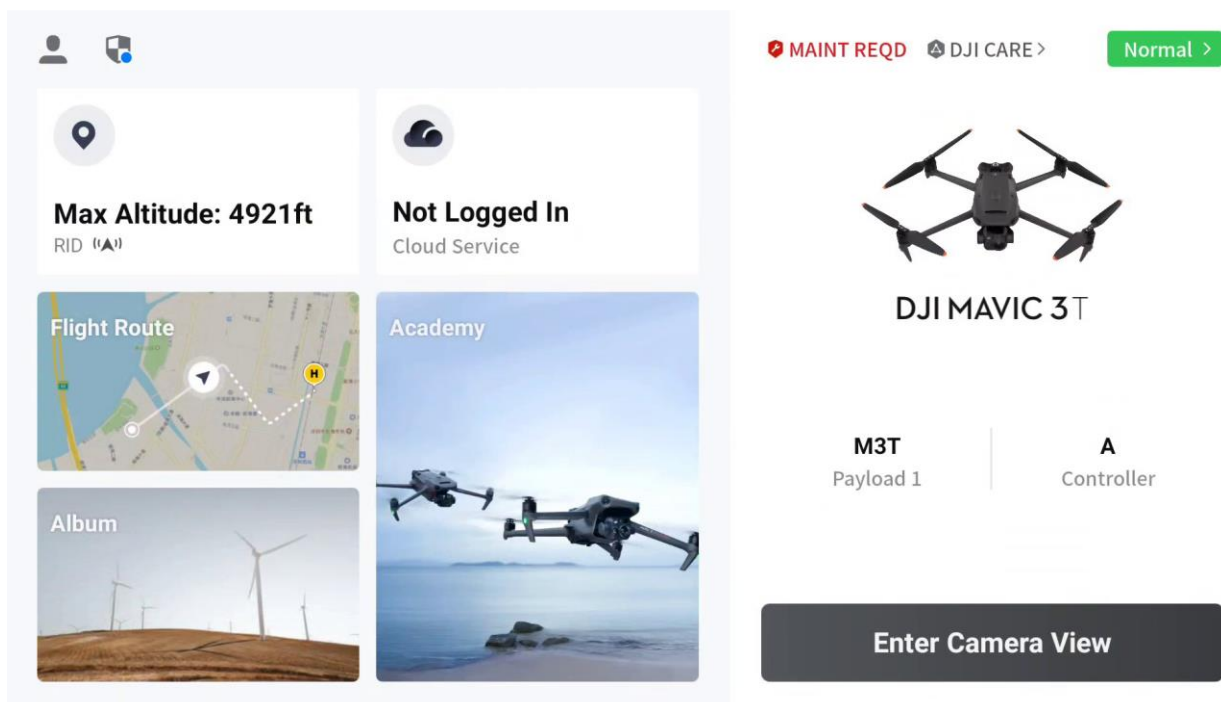 Max Altitude: 4921ft
RID
Not Logged In
Cloud Service
Flight Route
H
Academy
Album
MAINT REQD
DJI CARE >
Normal >
DJI MAVIC 3T
M3T
Payload 1
A
Controller
Enter Camera View